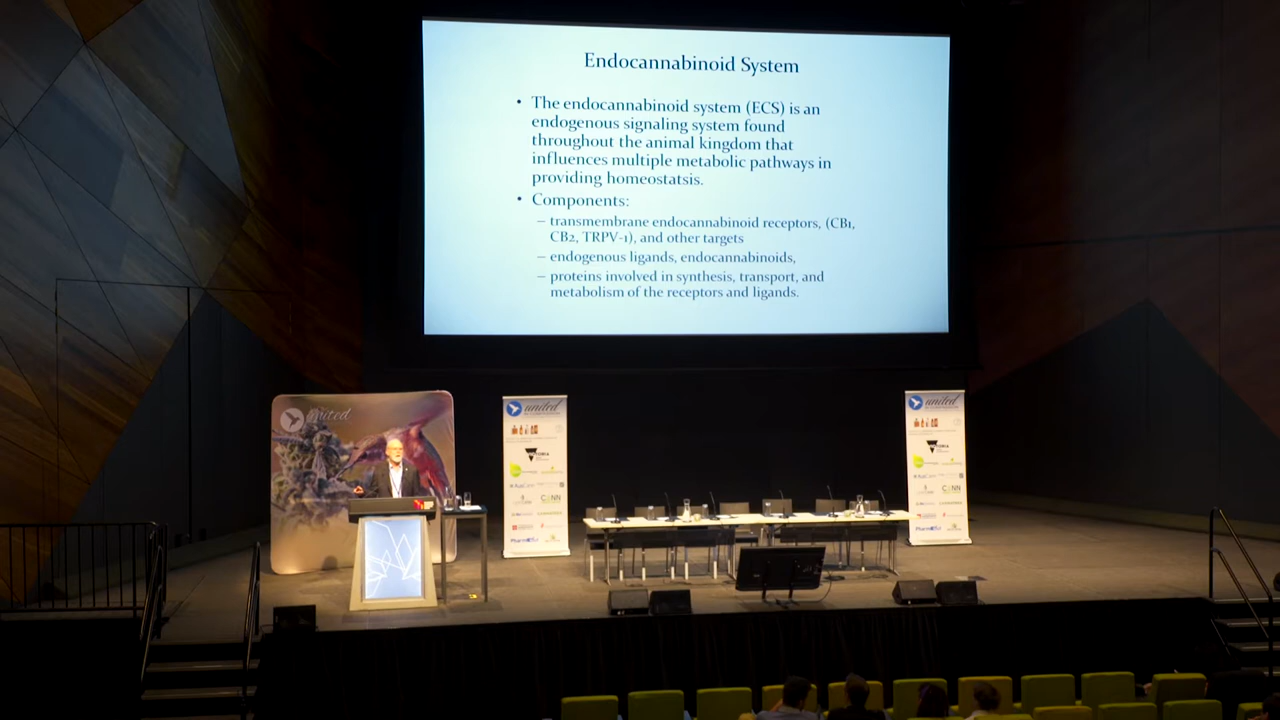 Endocannabinoid System
• The endocannabinoid system (ECS) is an
endogenous signaling system found
throughout the animal kingdom that
influences multiple metabolic pathways in
providing homeostatsis.
• Components:
– transmembrane endocannabinoid receptors, (CB1,
CB2, TRPV-1), and other targets
– endogenous ligands, endocannabinoids,
– proteins involved in synthesis, transport, and
metabolism of the receptors and ligands.
united
united
united